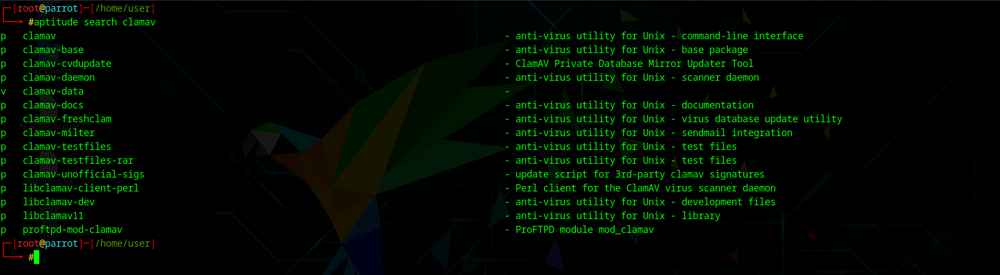 ┌─[root@parrot]─[/home/user]
└──╼ #aptitude search clamav
p   clamav - anti-virus utility for Unix - command-line interface
p   clamav-base - anti-virus utility for Unix - base package
p   clamav-cvdupdate - ClamAV Private Database Mirror Updater Tool
p   clamav-daemon - anti-virus utility for Unix - scanner daemon
v   clamav-data -
p   clamav-docs - anti-virus utility for Unix - documentation
p   clamav-freshclam - anti-virus utility for Unix - virus database update utility
p   clamav-milter - anti-virus utility for Unix - sendmail integration
p   clamav-testfiles - anti-virus utility for Unix - test files
p   clamav-testfiles-rar - anti-virus utility for Unix - test files
p   clamav-unofficial-sigs - update script for 3rd-party clamav signatures
p   libclamav-client-perl - Perl client for the ClamAV virus scanner daemon
p   libclamav-dev - anti-virus utility for Unix - development files
p   libclamav11 - anti-virus utility for Unix - library
p   proftpd-mod-clamav - ProFTPD module mod_clamav
┌─[root@parrot]─[/home/user]
└──╼ #
user's Home
README.license
password.txt
Trash